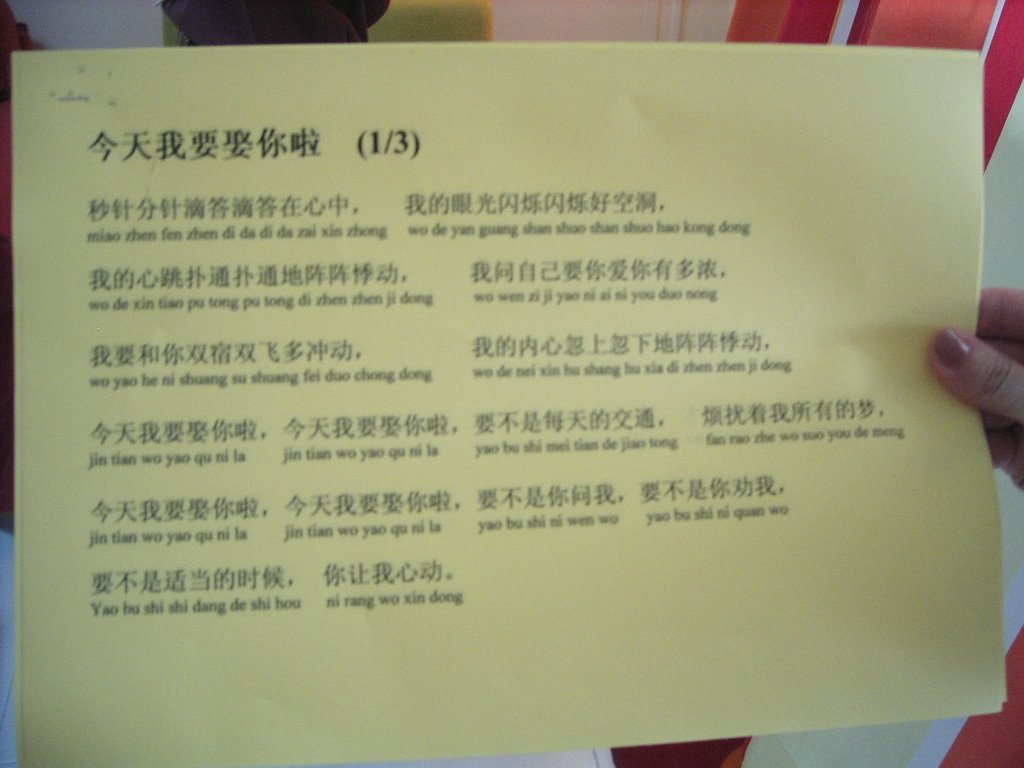 今天我要娶你啦 (1/3)
秒针分针滴答滴答在心中， 我的眼光闪烁闪烁好空洞，
miao zhen fen zhen di da di da zai xin zhong wo de yan guang shan shuo shan shuo hao kong dong
我的心跳扑通扑通地阵阵悸动， 我问自己要你爱你有多浓，
wo de xin tiao pu tong pu tong di zhen zhen ji dong wo wen zi ji yao ni ai ni you duo nong
我要和你双宿双飞多冲动， 我的内心忽上忽下地阵阵悸动，
wo yao he ni shuang su shuang fei duo chong dong wo de nei xin hu shang hu xia di zhen zhen ji dong
今天我要娶你啦， 今天我要娶你啦， 要不是每天的交通， 烦扰着我所有的梦，
jin tian wo yao qu ni la jin tian wo yao qu ni la yao bu shi mei tian de jiao tong fan rao zhe wo suo you de meng
今天我要娶你啦， 今天我要娶你啦， 要不是你问我， 要不是你劝我，
jin tian wo yao qu ni la jin tian wo yao qu ni la yao bu shi ni wen wo yao bu shi ni quan wo
要不是适当的时候， 你让我心动。
Yao bu shi shi dang de shi hou ni rang wo xin dong